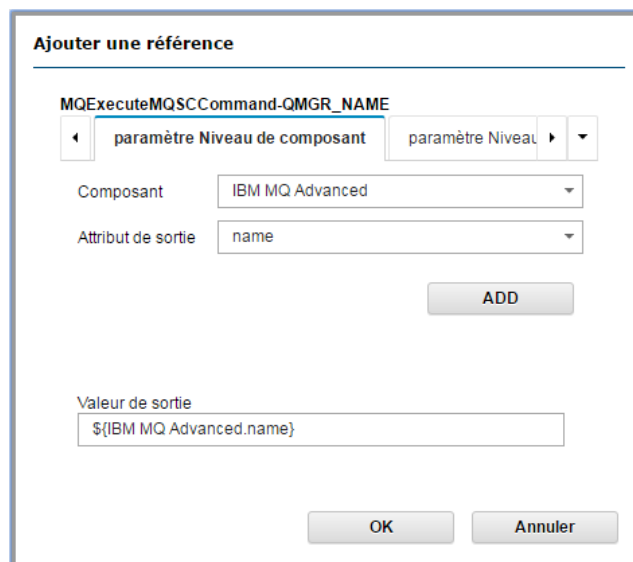 Ajouter une référence
MQExecuteMQSCCommand-QMGR_NAME
paramètre Niveau de composant paramètre Niveau
Composant IBM MQ Advanced
Attribut de sortie name
ADD
Valeur de sortie
${IBM MQ Advanced.name}
OK Annuler